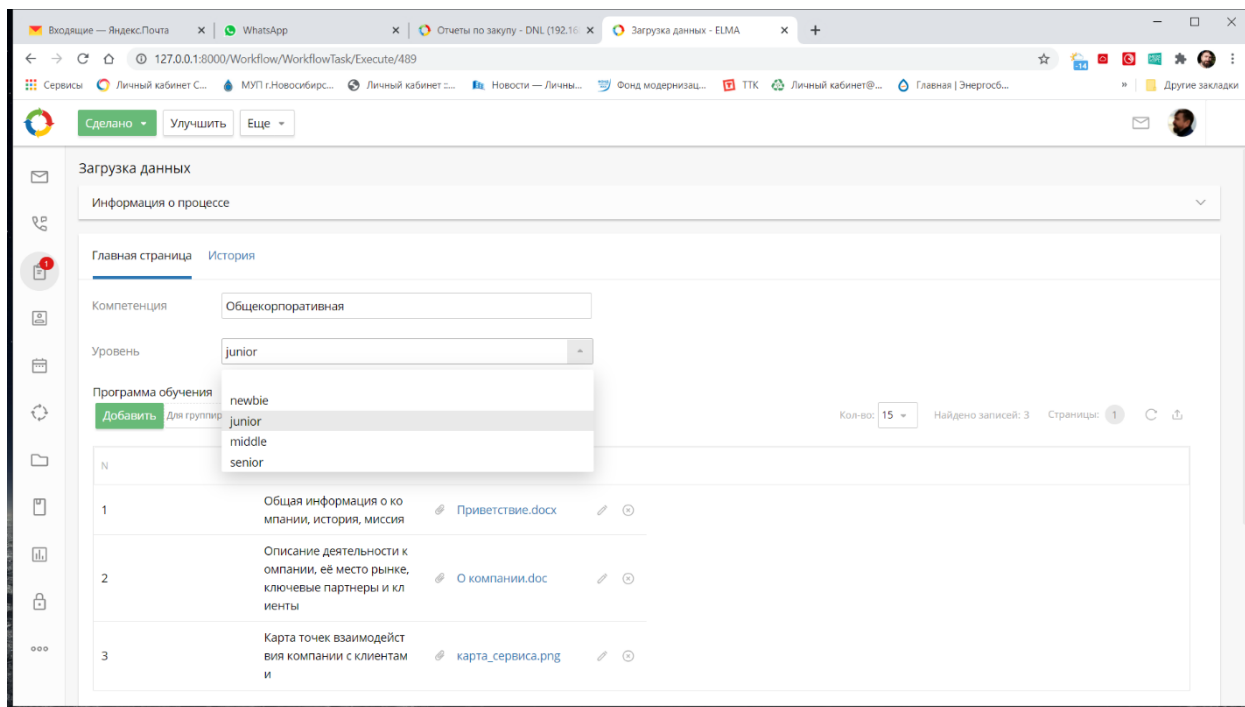 Входящие — Яндекс.Почта
WhatsApp
Отчеты по закупу - DNL (192.16
Загрузка данных - ELMA
127.0.0.1:8000/Workflow/WorkflowTask/Execute/489
-14
Сервисы
Личный кабинет С...
МУП г.Новосибирс...
Личный кабинет ::...
Новости — Личны...
Фонд модернизац...
ТТК
Личный кабинет@...
Главная | Энергосб...
»
Другие закладки
Сделано
Улучшить
Еще
Загрузка данных
Информация о процессе
1
Главная страница
История
Компетенция
Общекорпоративная
Уровень
junior
newbie
junior
middle
senior
Программа обучения
Добавить
Для группир
Кол-во: 15
Найдено записей: 3
Страницы: 1
N
1
Общая информация о ко
мпании, история, миссия
Приветствие.docx
2
Описание деятельности к
омпании, её место рынке,
ключевые партнеры и кл
иенты
О компании.doc
3
Карта точек взаимодейст
вия компании с клиентам
и
карта_сервиса.png